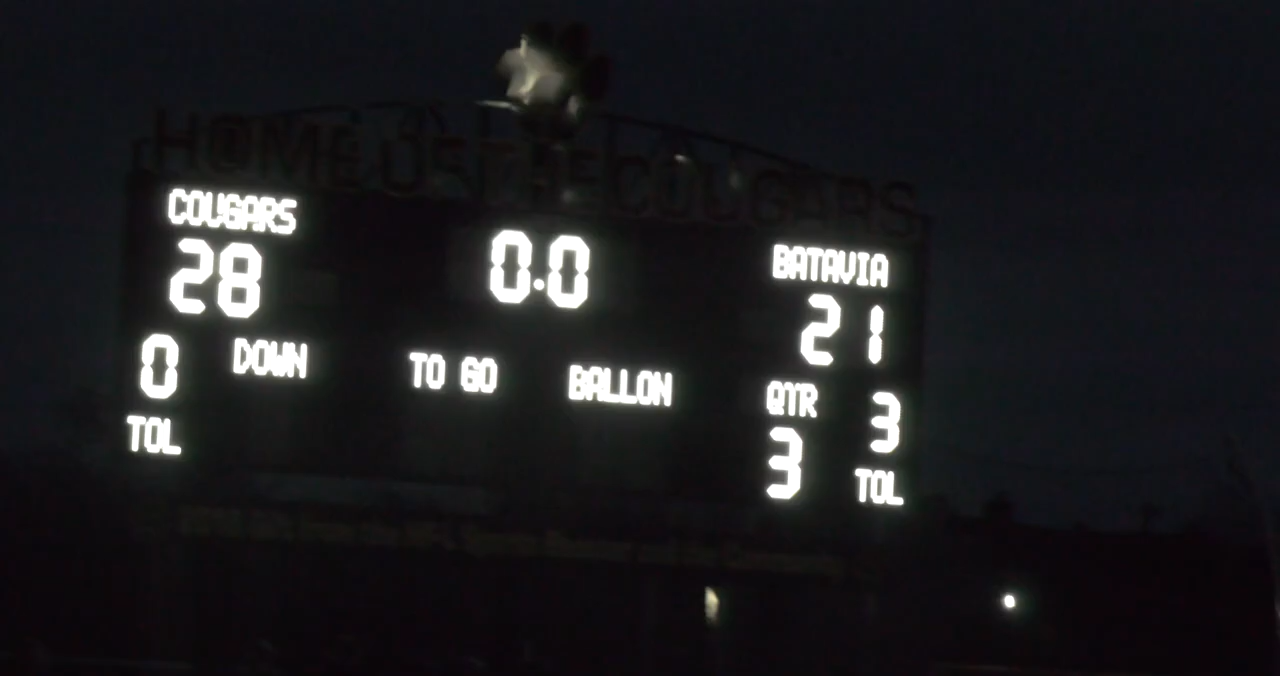 HOME OF THE COUGARS
COUGARS
28
0.0
BATAVIA
21
0
DOWN
TO GO
BALLON
QTR
3
3
TOL
TOL